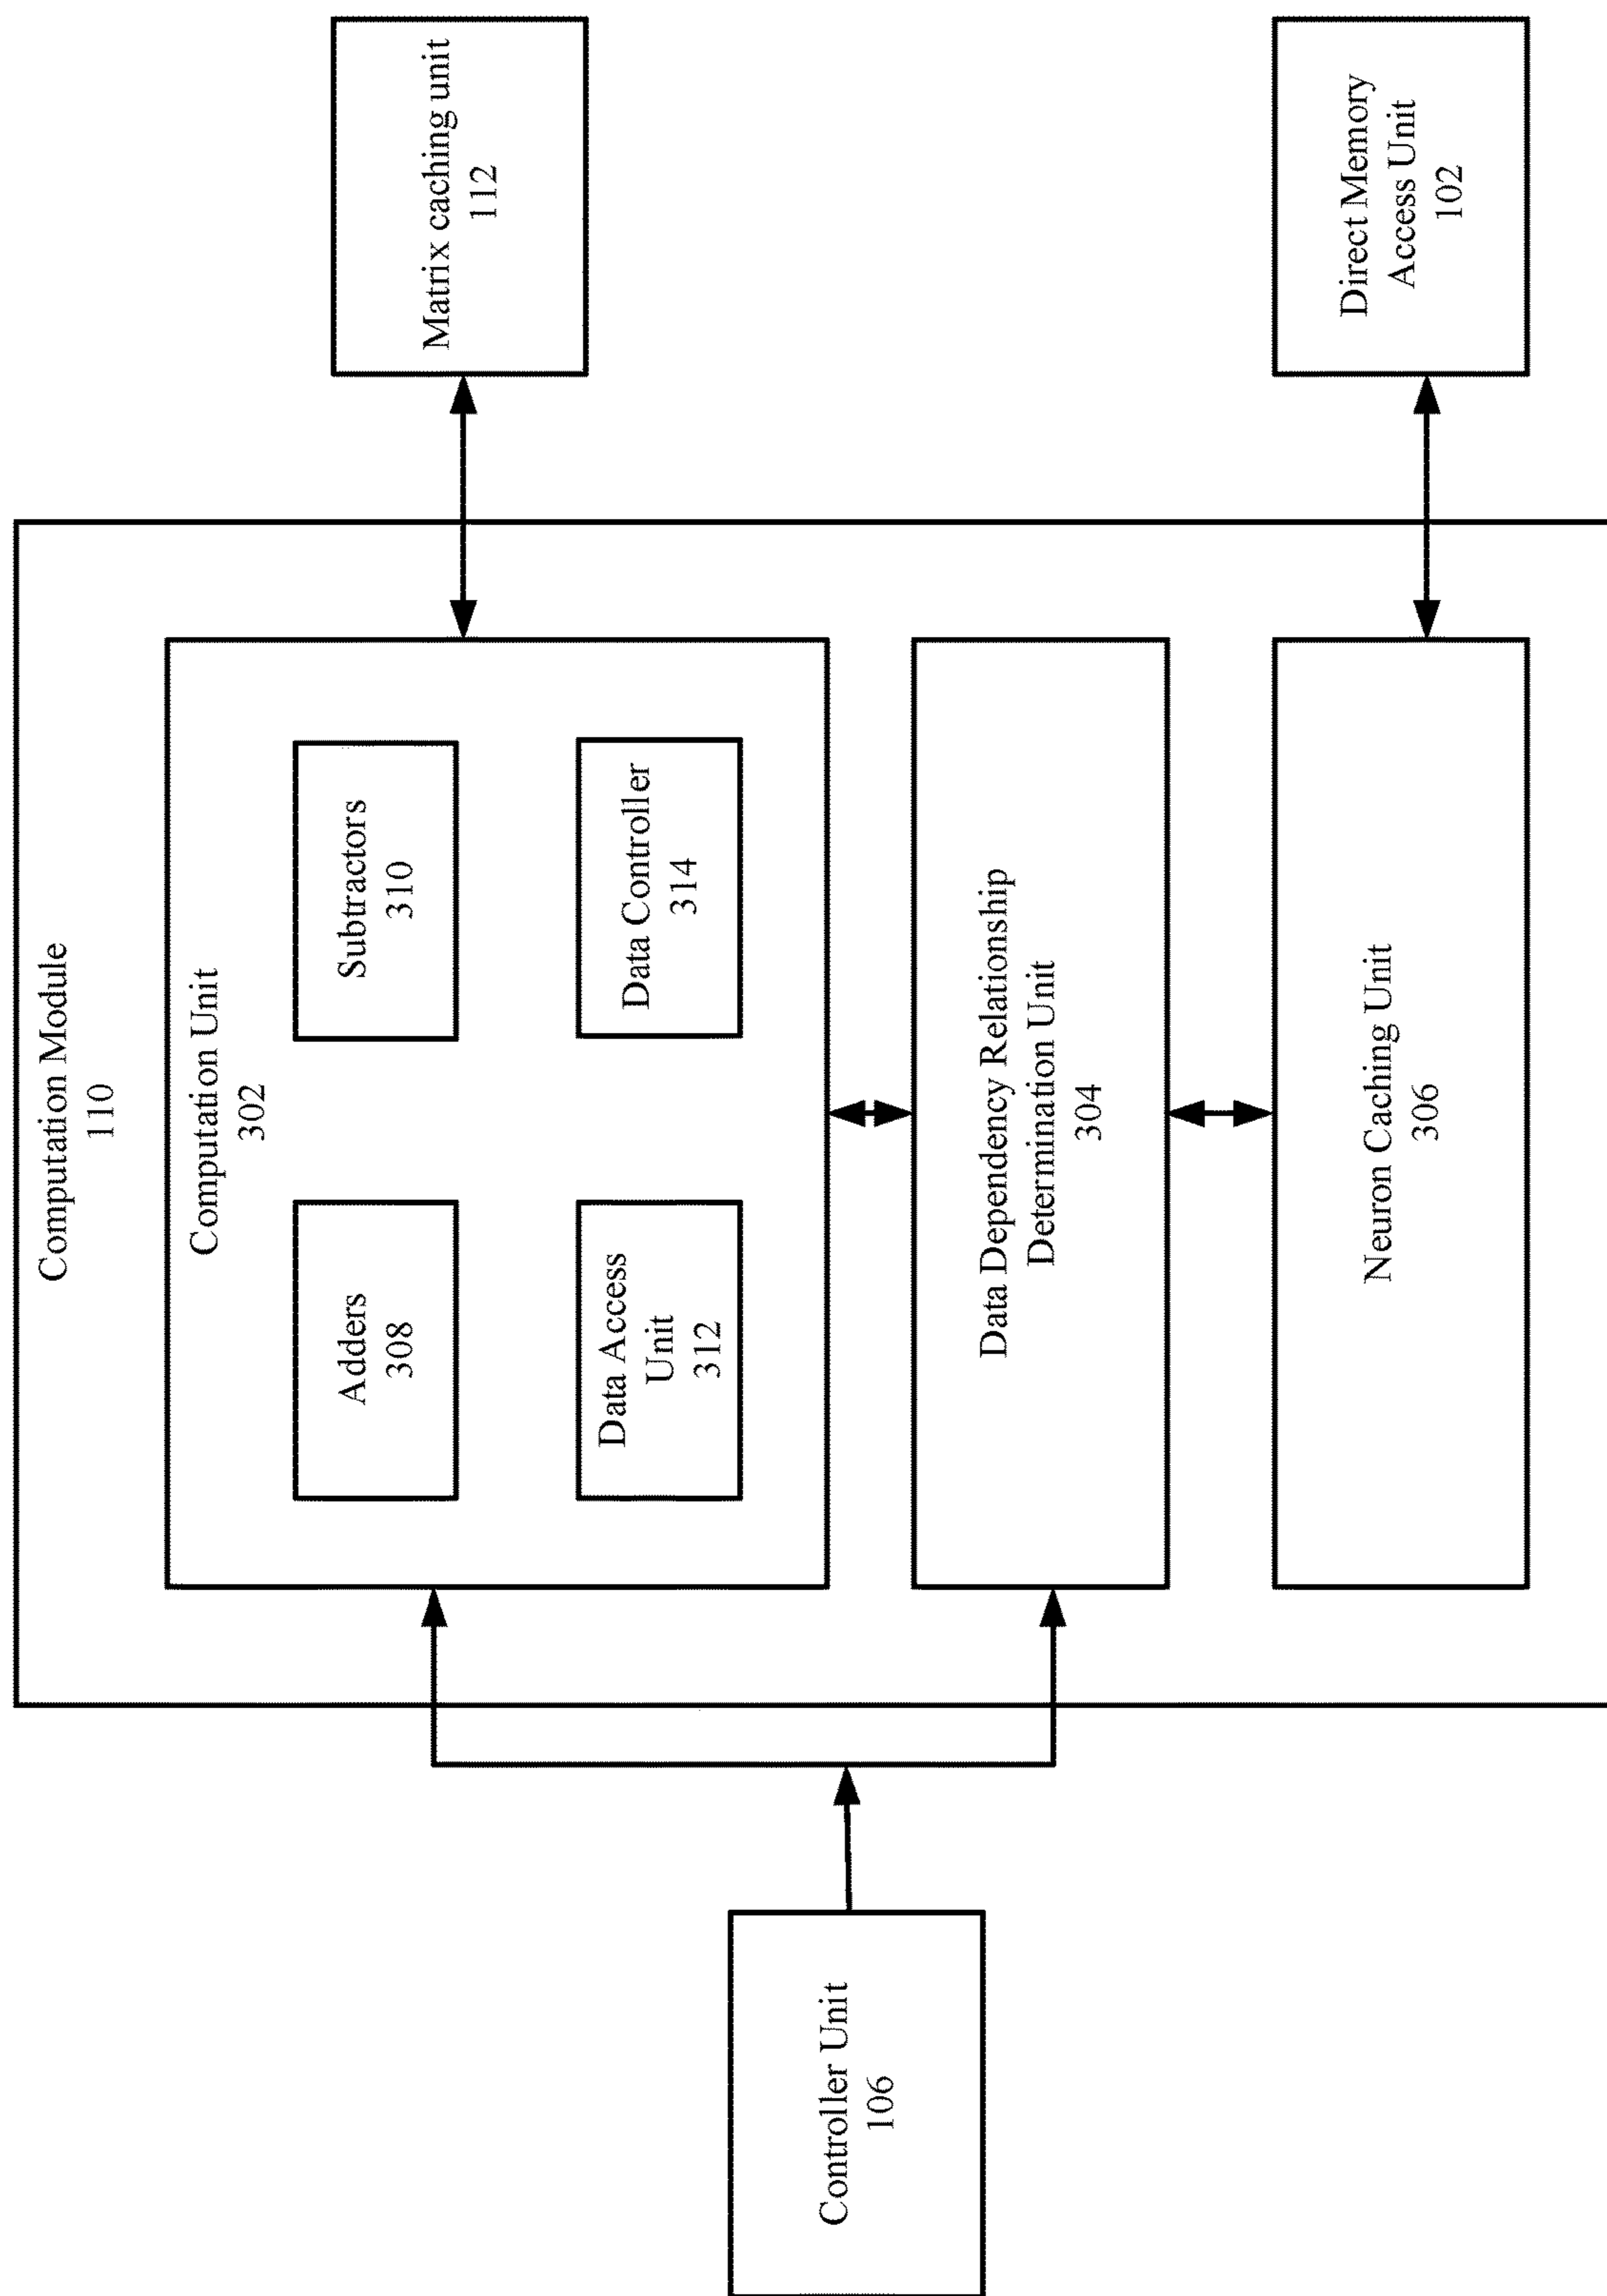 Computation Module
110
Computation Unit
302
Adders
308
Subtractors
310
Data Access
Unit
312
Data Controller
314
Data Dependency Relationship
Determination Unit
304
Neuron Caching Unit
306
Controller Unit
106
Matrix caching unit
112
Direct Memory
Access Unit
102